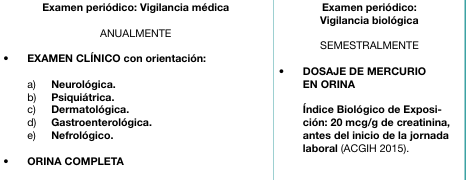 Examen periódico: Vigilancia médica
ANUALMENTE
• EXAMEN CLÍNICO con orientación:
a) Neurológica.
b) Psiquiátrica.
c) Dermatológica.
d) Gastroenterológica.
e) Nefrológico.
• ORINA COMPLETA
Examen periódico:
Vigilancia biológica
SEMESTRALMENTE
• DOSAJE DE MERCURIO
EN ORINA
Índice Biológico de Exposi-
ción: 20 mcg/g de creatinina,
antes del inicio de la jornada
laboral (ACGIH 2015).